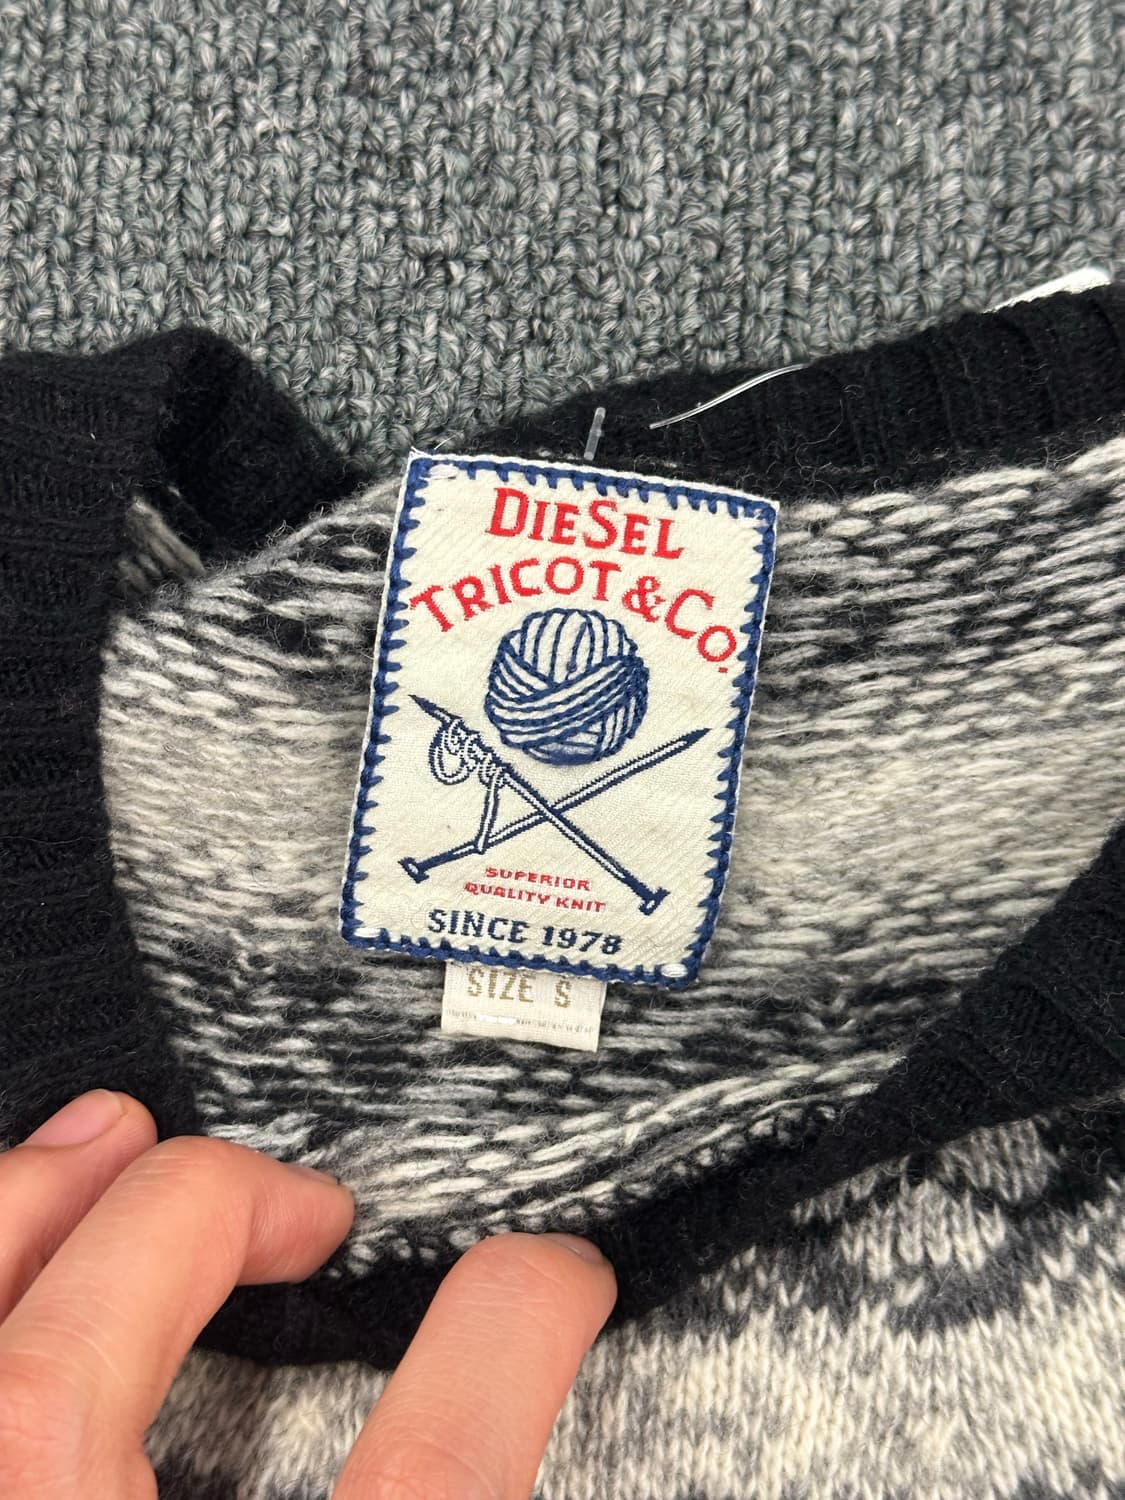 DIESEL
TRICOT & CO.
SUPERIOR
QUALITY KNIT
SINCE 1978
SIZE S